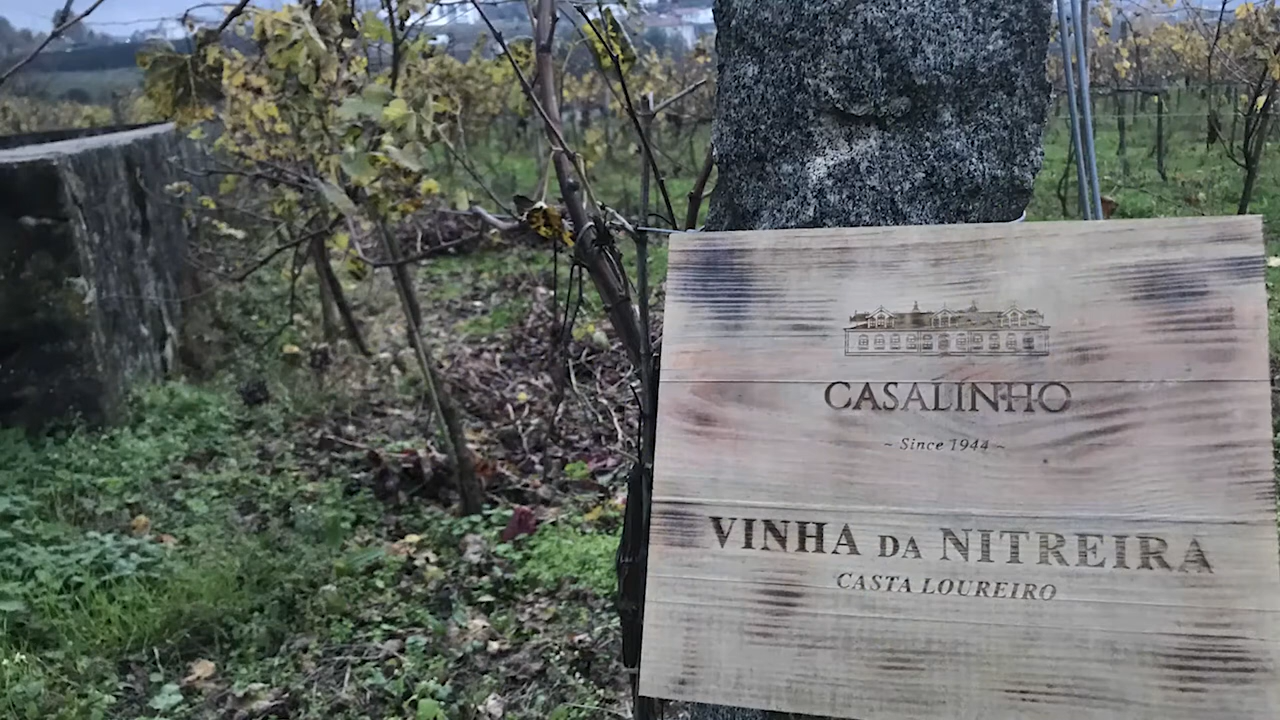 CASALINHO
~ Since 1944 ~
VINHA DA NITREIRA
CASTA LOUREIRO